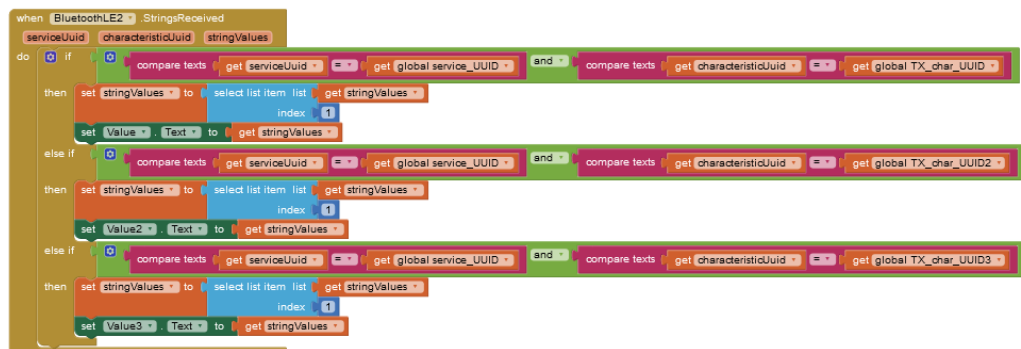 when BluetoothLE2 .StringsReceived
serviceUuid characteristicUuid stringValues
do if compare texts get serviceUuid = get global service_UUID and compare texts get characteristicUuid = get global TX_char_UUID
then set stringValues to select list item list get stringValues
index 1
set Value . Text to get stringValues
else if compare texts get serviceUuid = get global service_UUID and compare texts get characteristicUuid = get global TX_char_UUID2
then set stringValues to select list item list get stringValues
index 1
set Value2 . Text to get stringValues
else if compare texts get serviceUuid = get global service_UUID and compare texts get characteristicUuid = get global TX_char_UUID3
then set stringValues to select list item list get stringValues
index 1
set Value3 . Text to get stringValues